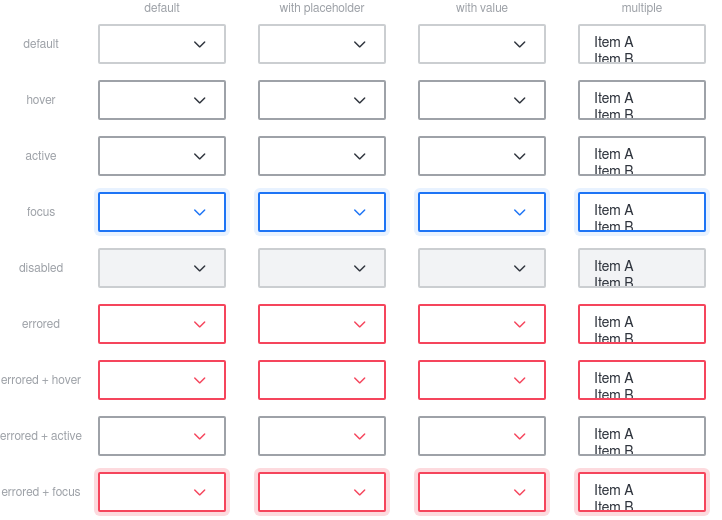 default with placeholder with value multiple
default Item A
Item B
hover Item A
Item B
active Item A
Item B
focus Item A
Item B
disabled Item A
Item B
errored Item A
Item B
errored + hover Item A
Item B
errored + active Item A
Item B
errored + focus Item A
Item B